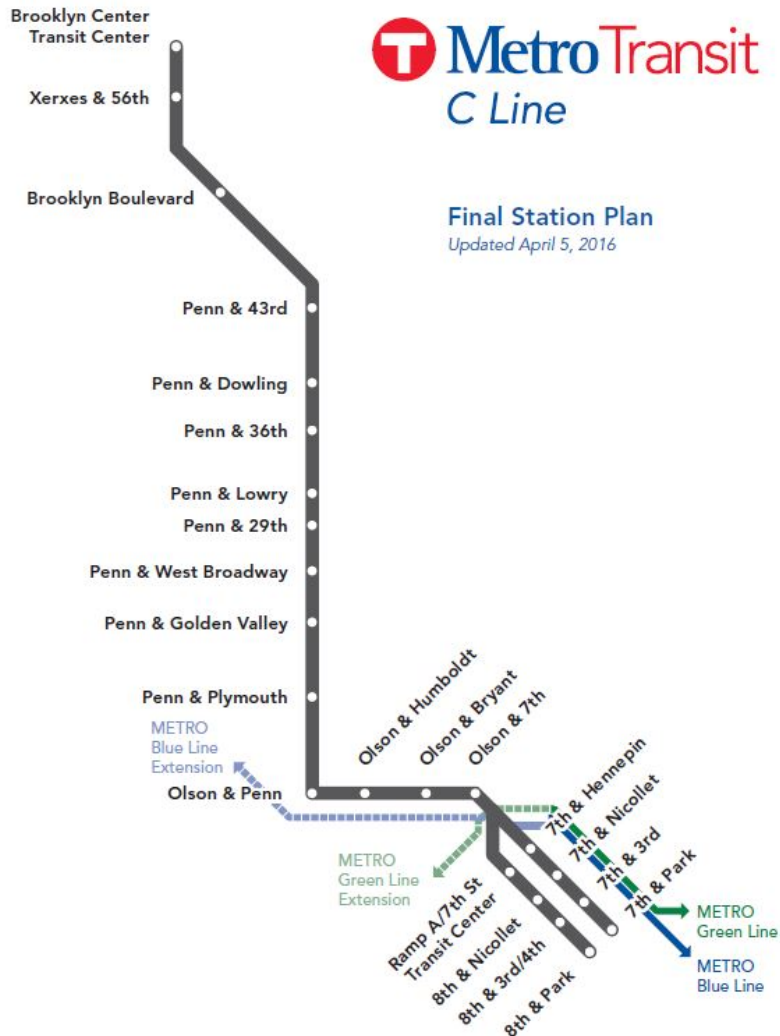 Brooklyn Center
Transit Center
T MetroTransit
C Line
Xerxes & 56th
Brooklyn Boulevard
Final Station Plan
Updated April 5, 2016
Penn & 43rd
Penn & Dowling
Penn & 36th
Penn & Lowry
Penn & 29th
Penn & West Broadway
Penn & Golden Valley
Penn & Plymouth
METRO
Blue Line
Extension
Olson & Penn
Olson & Humboldt
Olson & Bryant
Olson & 7th
7th & Hennepin
7th & Nicollet
7th & 3rd
7th & Park
METRO
Green Line
Extension
Ramp A/7th St
Transit Center
8th & Nicollet
8th & 3rd/4th
8th & Park
METRO
Green Line
METRO
Blue Line